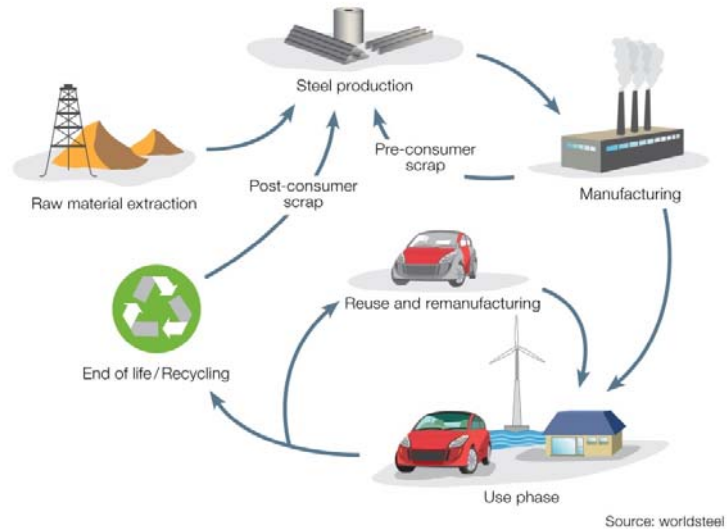 Steel production
Pre-consumer
scrap
Post-consumer
scrap
Raw material extraction
Manufacturing
Reuse and remanufacturing
End of life/Recycling
Use phase
Source: worldsteel